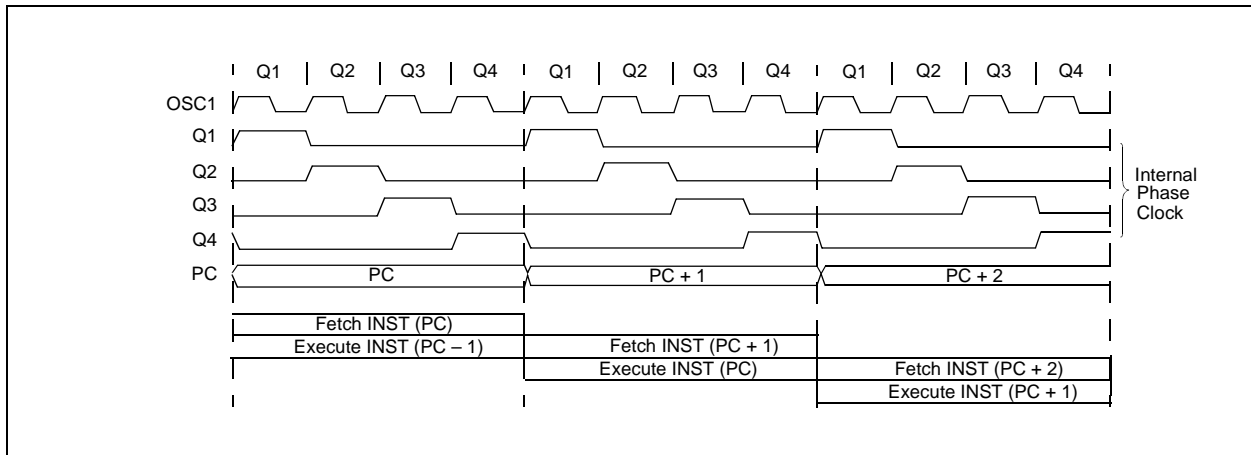 Q1 Q2 Q3 Q4 Q1 Q2 Q3 Q4 Q1 Q2 Q3 Q4
OSC1
Q1
Q2
Q3
Q4
Internal
Phase
Clock
PC PC PC + 1 PC + 2
Fetch INST (PC)
Execute INST (PC – 1) Fetch INST (PC + 1)
Execute INST (PC) Fetch INST (PC + 2)
Execute INST (PC + 1)